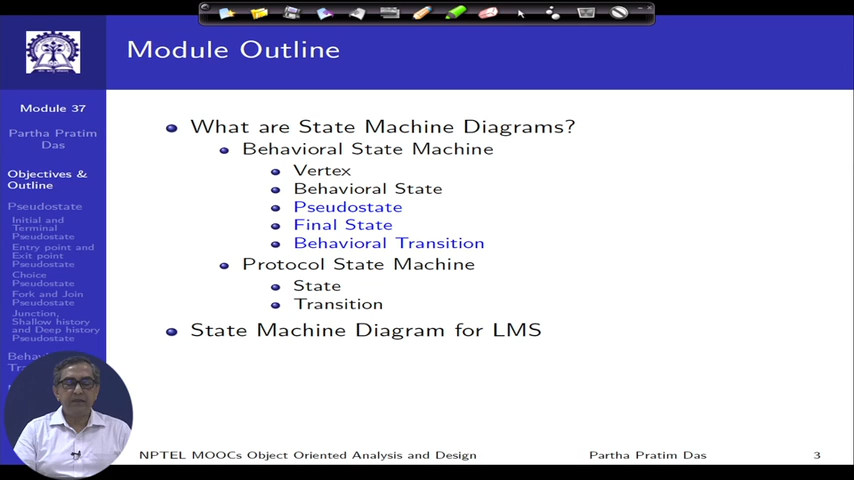 Module Outline
Module 37
Partha Pratim
Das
Objectives &
Outline
Pseudostate
Initial and
Terminal
Pseudostate
Entry point and
Exit point
Pseudostate
Choice
Pseudostate
Fork and Join
Pseudostate
Junction,
Shallow history
and Deep history
Pseudostate
What are State Machine Diagrams?
Behavioral State Machine
Vertex
Behavioral State
Pseudostate
Final State
Behavioral Transition
Protocol State Machine
State
Transition
State Machine Diagram for LMS
NPTEL MOOCs Object Oriented Analysis and Design
Partha Pratim Das
3